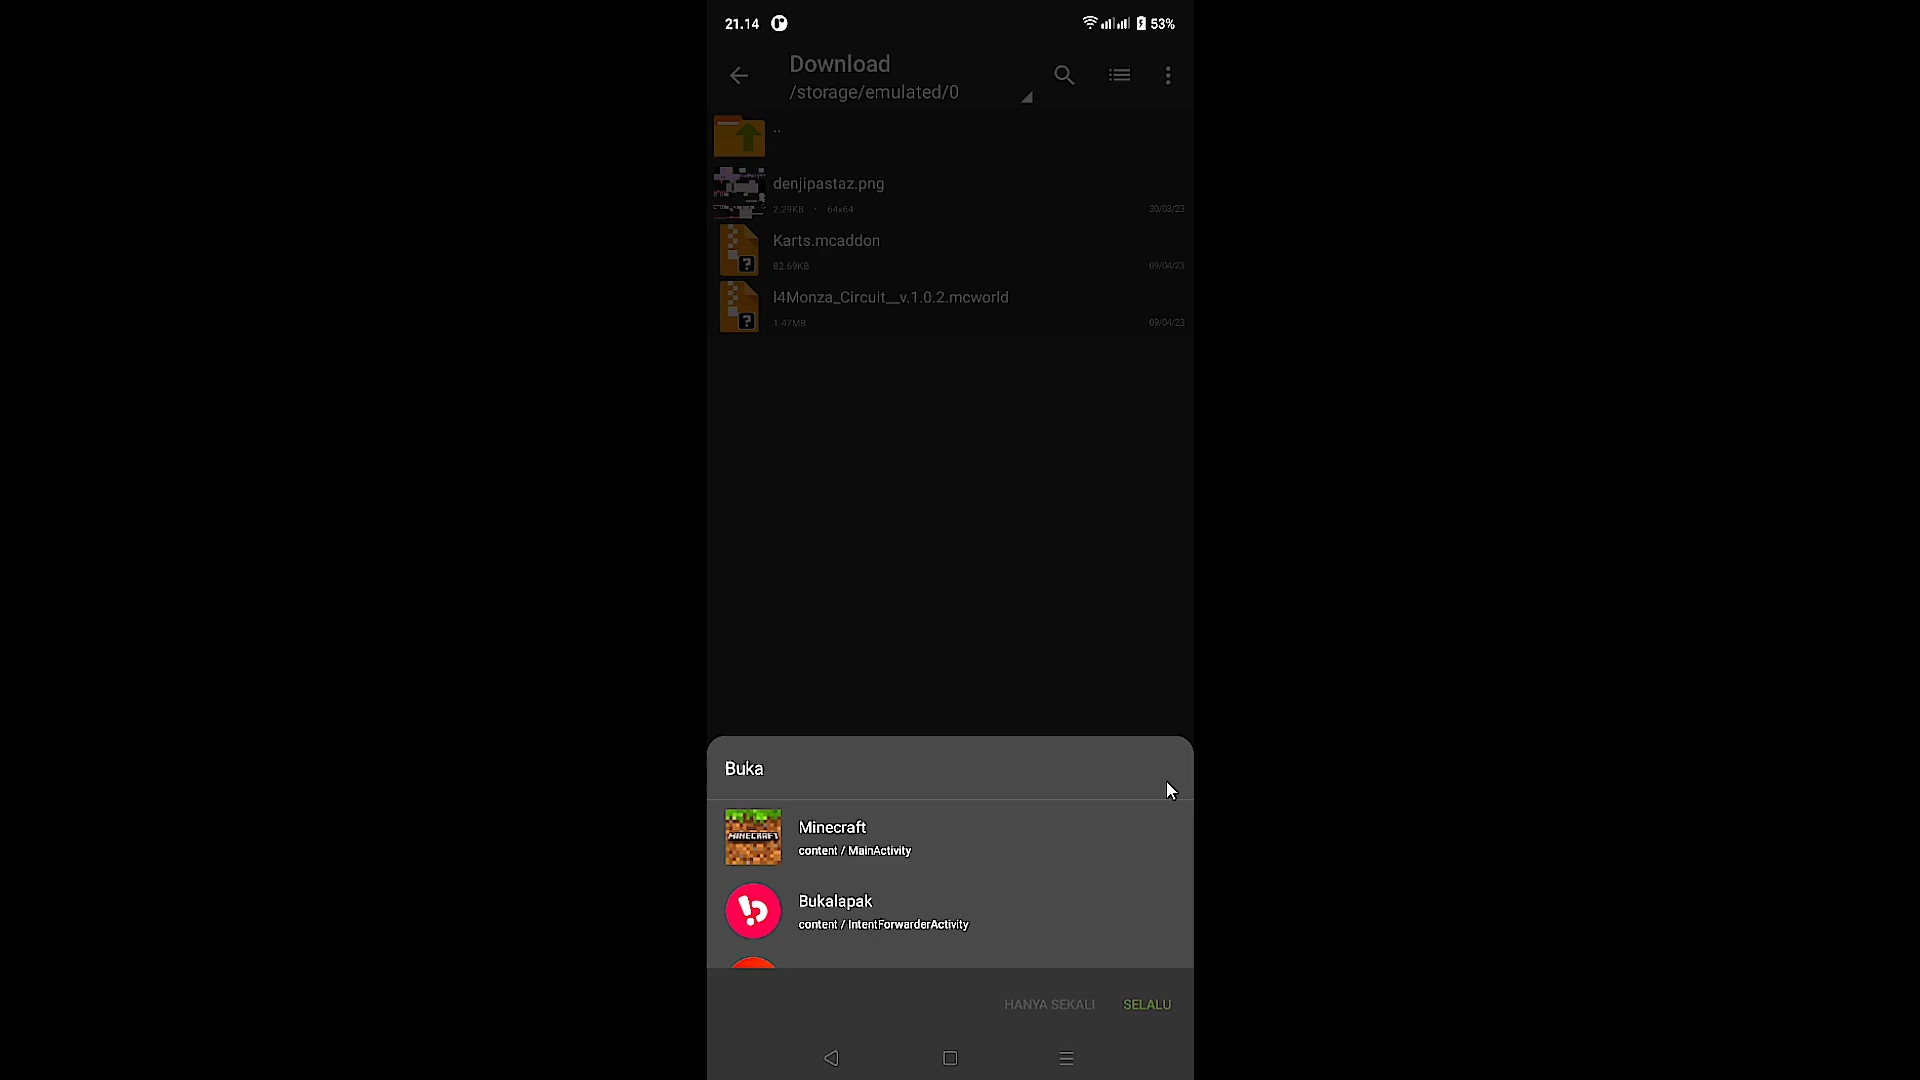 21.14
53%
Download
/storage/emulated/0
..
denjipastaz.png
2.29KB · 64x64
30/03/23
Karts.mcaddon
82.69KB
09/04/23
l4Monza_Circuit__v.1.0.2.mcworld
1.47MB
09/04/23
Buka
MINECRAFT
Minecraft
content / MainActivity
Bukalapak
content / IntentForwarderActivity
HANYA SEKALI
SELALU